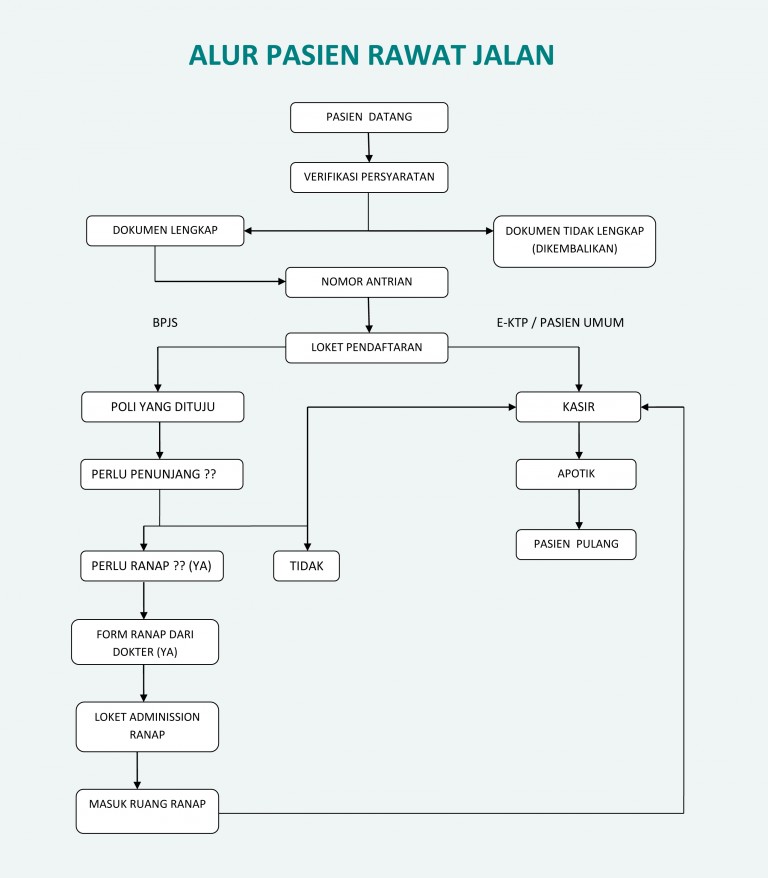 ALUR PASIEN RAWAT JALAN
PASIEN DATANG
VERIFIKASI PERSYARATAN
DOKUMEN LENGKAP
DOKUMEN TIDAK LENGKAP
(DIKEMBALIKAN)
NOMOR ANTRIAN
BPJS
E-KTP / PASIEN UMUM
LOKET PENDAFTARAN
POLI YANG DITUJU
KASIR
PERLU PENUNJANG ??
APOTIK
PASIEN PULANG
PERLU RANAP ?? (YA)
TIDAK
FORM RANAP DARI
DOKTER (YA)
LOKET ADMINISSION
RANAP
MASUK RUANG RANAP